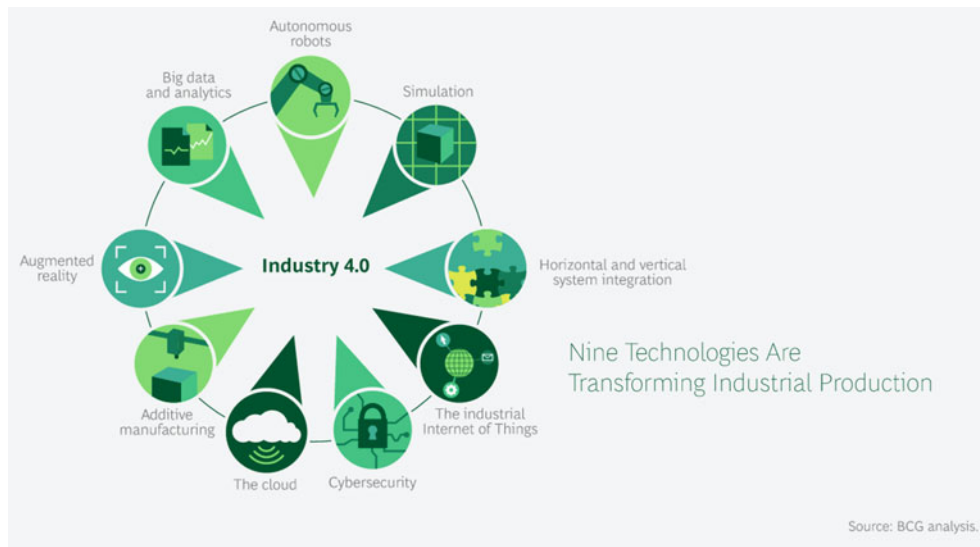 Autonomous
robots
Simulation
Horizontal and vertical
system integration
The industrial
Internet of Things
Cybersecurity
The cloud
Additive
manufacturing
Augmented
reality
Big data
and analytics
Industry 4.0
Nine Technologies Are
Transforming Industrial Production
Source: BCG analysis.